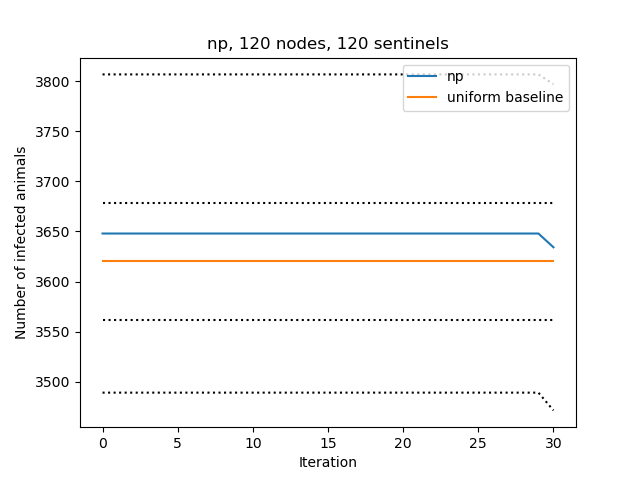 np, 120 nodes, 120 sentinels
np
uniform baseline
Number of infected animals
3800
3750
3700
3650
3600
3550
3500
0 5 10 15 20 25 30
Iteration